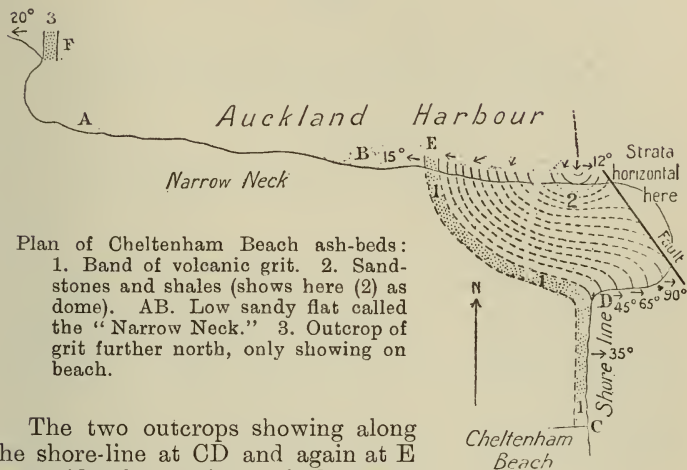 20° 3
F
A
Auckland Harbour
E
B 15°
12°
Strata
horizontal
here
Narrow Neck
1
2
Fault
Plan of Cheltenham Beach ash-beds:
1. Band of volcanic grit. 2. Sand-
stones and shales (shows here (2) as
dome). AB. Low sandy flat called
the "Narrow Neck." 3. Outcrop of
grit further north, only showing on
beach.
N
1
D 45° 65° 90°
Shore line
35°
1
C
Cheltenham
Beach
The two outcrops showing along
he shore-line at CD and again at E